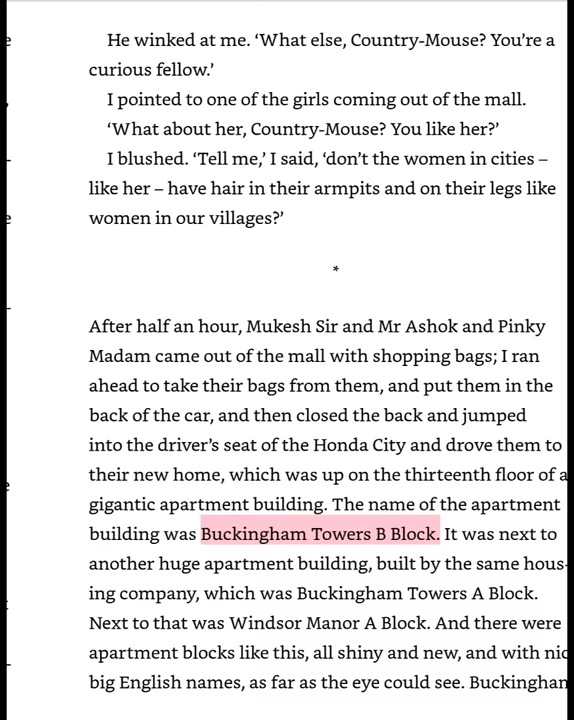 He winked at me. ‘What else, Country-Mouse? You’re a
curious fellow.’
I pointed to one of the girls coming out of the mall.
‘What about her, Country-Mouse? You like her?’
I blushed. ‘Tell me,’ I said, ‘don’t the women in cities –
like her – have hair in their armpits and on their legs like
women in our villages?’
*
After half an hour, Mukesh Sir and Mr Ashok and Pinky
Madam came out of the mall with shopping bags; I ran
ahead to take their bags from them, and put them in the
back of the car, and then closed the back and jumped
into the driver’s seat of the Honda City and drove them to
their new home, which was up on the thirteenth floor of a
gigantic apartment building. The name of the apartment
building was Buckingham Towers B Block. It was next to
another huge apartment building, built by the same hous-
ing company, which was Buckingham Towers A Block.
Next to that was Windsor Manor A Block. And there were
apartment blocks like this, all shiny and new, and with nic
big English names, as far as the eye could see. Buckingham